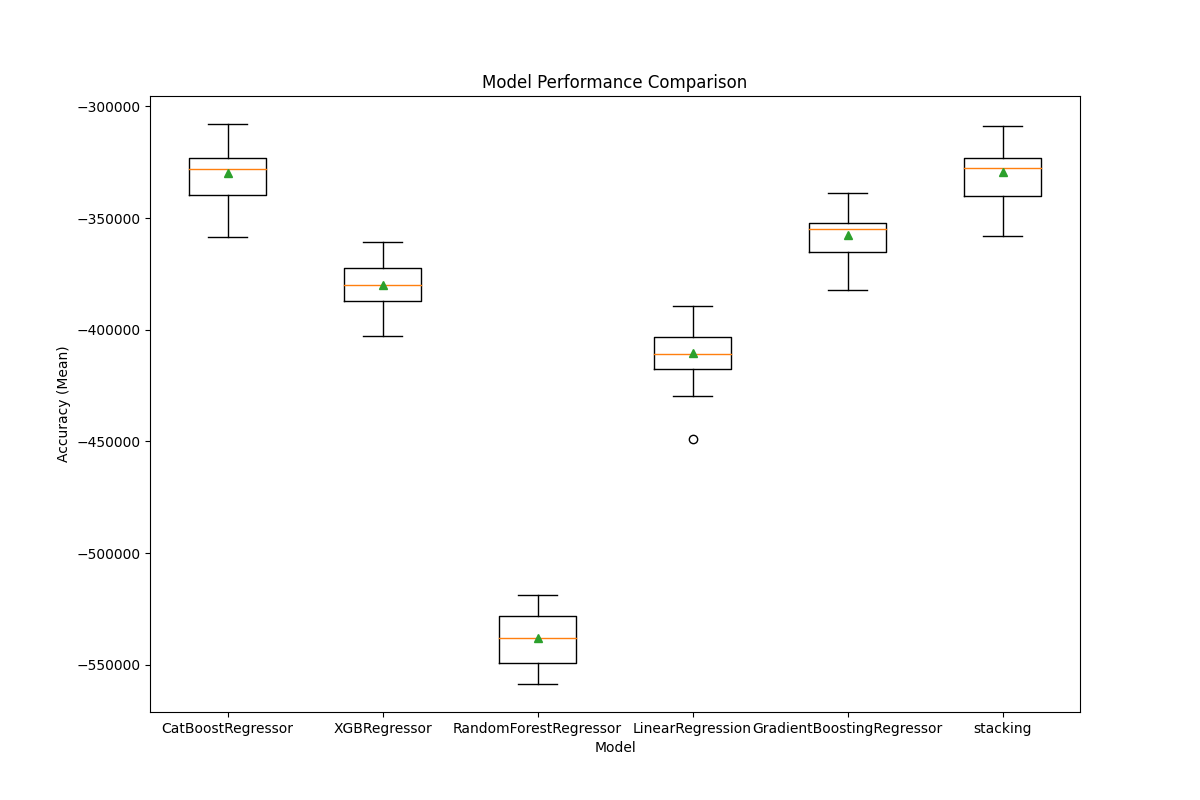 Model Performance Comparison
−300000
−350000
−400000
−450000
−500000
−550000
Accuracy (Mean)
CatBoostRegressor XGBRegressor RandomForestRegressor LinearRegression GradientBoostingRegressor stacking
Model